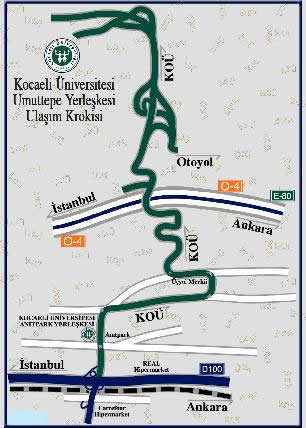 KOÜ
Kocaeli Üniversitesi
Umuttepe Yerleşkesi
Ulaşım Krokisi
Otoyol
İstanbul
O-4
E-80
O-4
Ankara
KOÜ
Üçyol Mevkii
KOCAELİ ÜNİVERSİTESİ
ANITPARK YERLEŞKESİ
KOÜ
Anıtpark
İstanbul
REAL
Hipermarket
D100
Carrefour
Hipermarket
Ankara